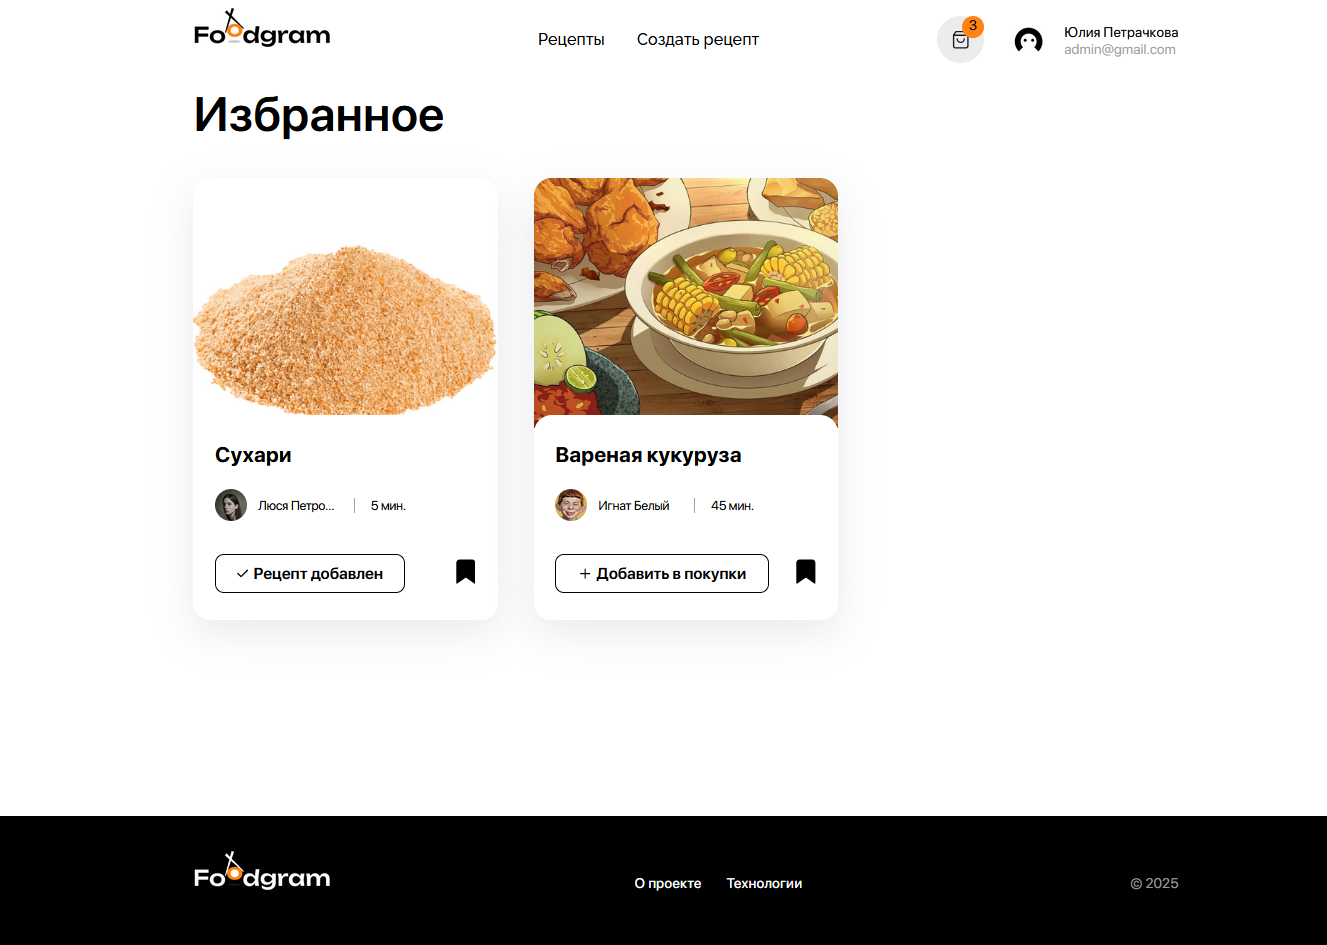 Foodgram
Рецепты
Создать рецепт
3
Юлия Петрачкова
admin@gmail.com
Избранное
Сухари
Люся Петро...
5 мин.
Рецепт добавлен
Вареная кукуруза
Игнат Белый
45 мин.
Добавить в покупки
Foodgram
О проекте
Технологии
© 2025